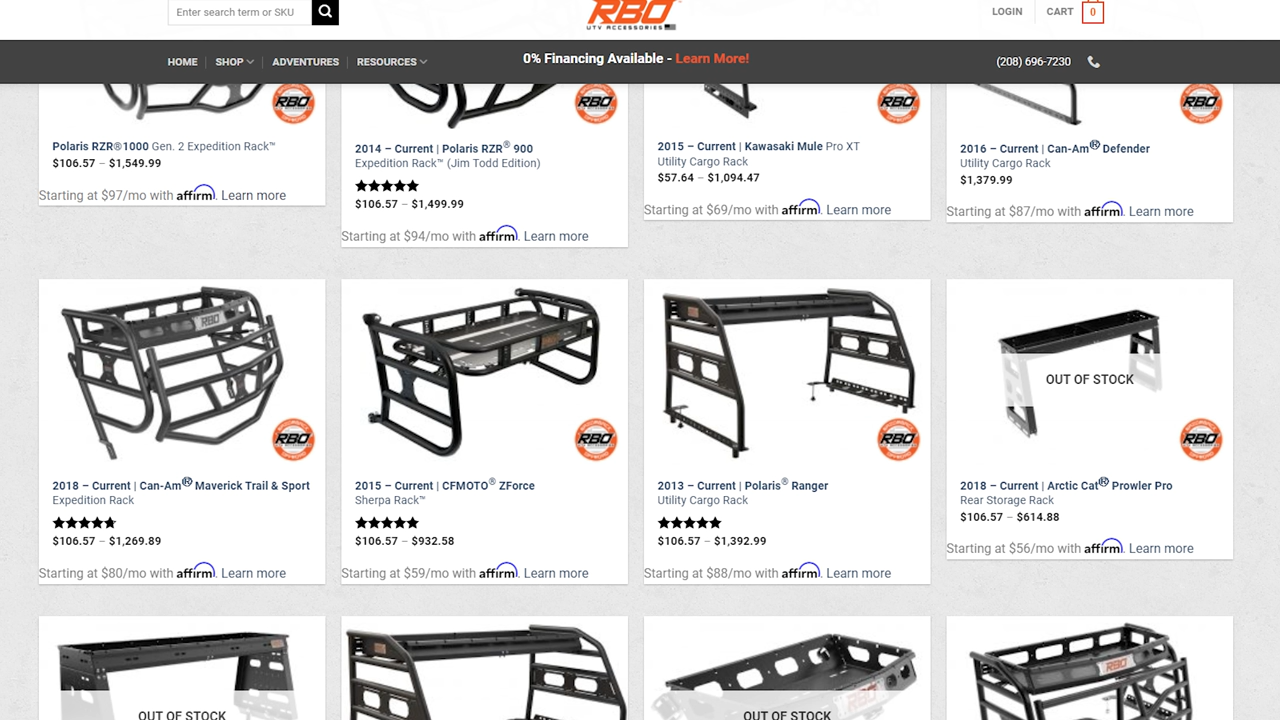 Enter search term or SKU
RBO
UTV ACCESSORIES
LOGIN
CART
0
HOME
SHOP
ADVENTURES
RESOURCES
0% Financing Available - Learn More!
(208) 696-7230
RBO
RBO
RBO
RBO
Polaris RZR®1000 Gen. 2 Expedition Rack™
$106.57 – $1,549.99
Starting at $97/mo with affirm. Learn more
2014 – Current | Polaris RZR® 900
Expedition Rack™ (Jim Todd Edition)
$106.57 – $1,499.99
Starting at $94/mo with affirm. Learn more
2015 – Current | Kawasaki Mule Pro XT
Utility Cargo Rack
$57.64 – $1,094.47
Starting at $69/mo with affirm. Learn more
2016 – Current | Can-Am® Defender
Utility Cargo Rack
$1,379.99
Starting at $87/mo with affirm. Learn more
RBO
RBO
RBO
RBO
OUT OF STOCK
RBO
2018 – Current | Can-Am® Maverick Trail & Sport
Expedition Rack
$106.57 – $1,269.89
Starting at $80/mo with affirm. Learn more
2015 – Current | CFMOTO® ZForce
Sherpa Rack™
$106.57 – $932.58
Starting at $59/mo with affirm. Learn more
2013 – Current | Polaris® Ranger
Utility Cargo Rack
$106.57 – $1,392.99
Starting at $88/mo with affirm. Learn more
2018 – Current | Arctic Cat® Prowler Pro
Rear Storage Rack
$106.57 – $614.88
Starting at $56/mo with affirm. Learn more
OUT OF STOCK
RBO
OUT OF STOCK
RBO